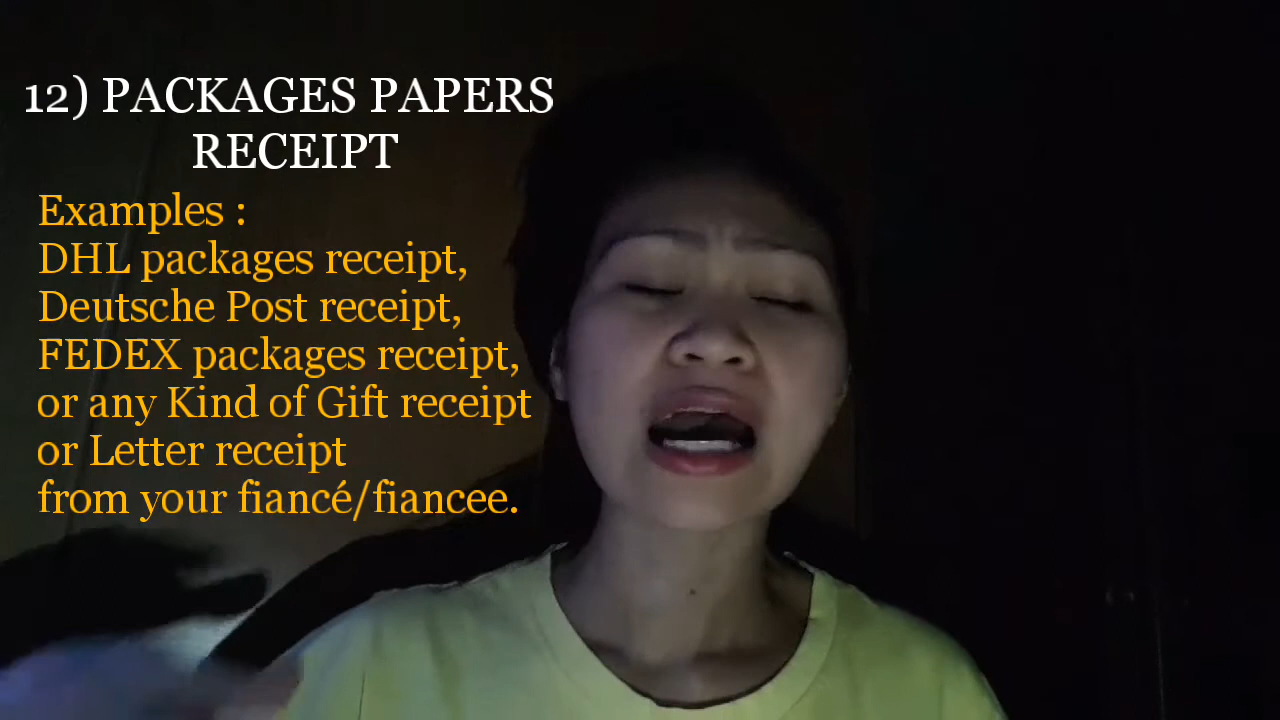 12) PACKAGES PAPERS
RECEIPT
Examples :
DHL packages receipt,
Deutsche Post receipt,
FEDEX packages receipt,
or any Kind of Gift receipt
or Letter receipt
from your fiancé/fiancee.